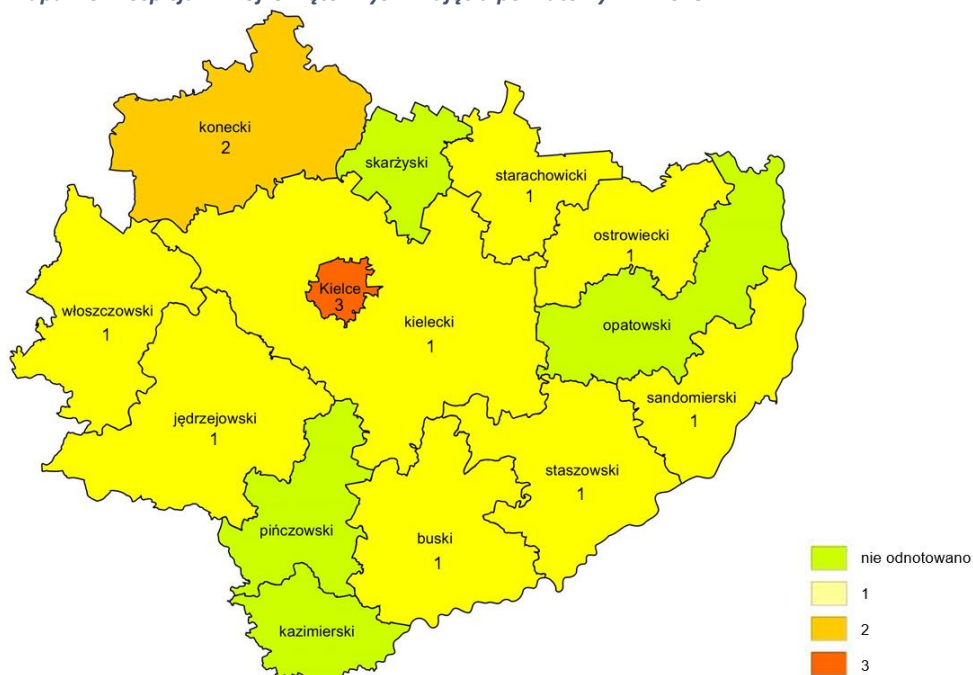 konecki
2
skarżyski
starachowicki
1
ostrowiecki
1
Kielce
3
włoszczowski
1
kielecki
1
opatowski
jędrzejowski
1
sandomierski
1
staszowski
1
pińczowski
buski
1
kazimierski
nie odnotowano
1
2
3